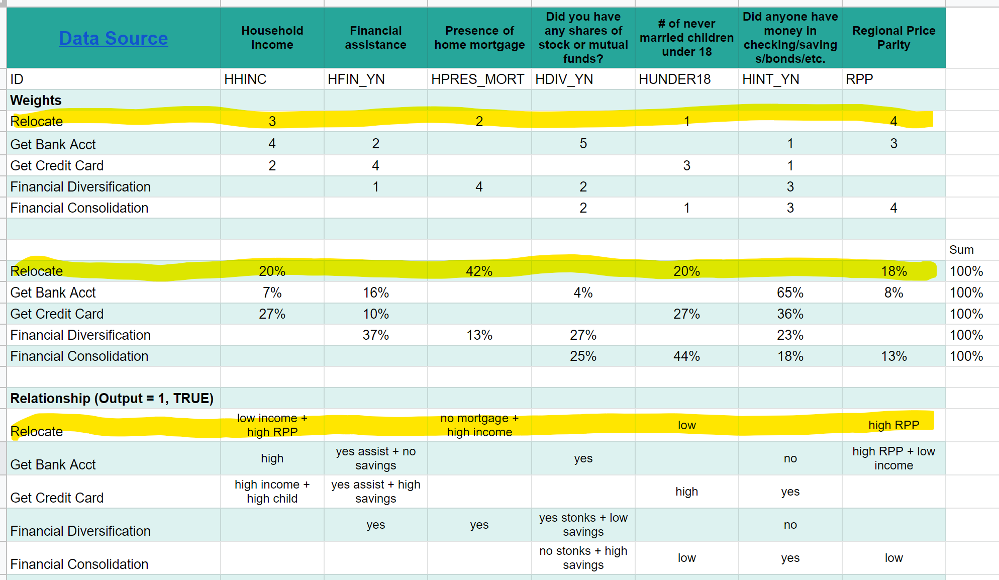 Data Source
Household income
Financial assistance
Presence of home mortgage
Did you have any shares of stock or mutual funds?
# of never married children under 18
Did anyone have money in checking/savings/bonds/etc.
Regional Price Parity
ID HHINC HFIN_YN HPRES_MORT HDIV_YN HUNDER18 HINT_YN RPP
Weights
Relocate 3 2 1 4
Get Bank Acct 4 2 5 1 3
Get Credit Card 2 4 3 1
Financial Diversification 1 4 2 3
Financial Consolidation 2 1 3 4
Sum
Relocate 20% 42% 20% 18% 100%
Get Bank Acct 7% 16% 4% 65% 8% 100%
Get Credit Card 27% 10% 27% 36% 100%
Financial Diversification 37% 13% 27% 23% 100%
Financial Consolidation 25% 44% 18% 13% 100%
Relationship (Output = 1, TRUE)
Relocate low income + high RPP no mortgage + high income low high RPP
Get Bank Acct high yes assist + no savings yes no high RPP + low income
Get Credit Card high income + high child yes assist + high savings high yes
Financial Diversification yes yes yes stonks + low savings no
Financial Consolidation no stonks + high savings low yes low